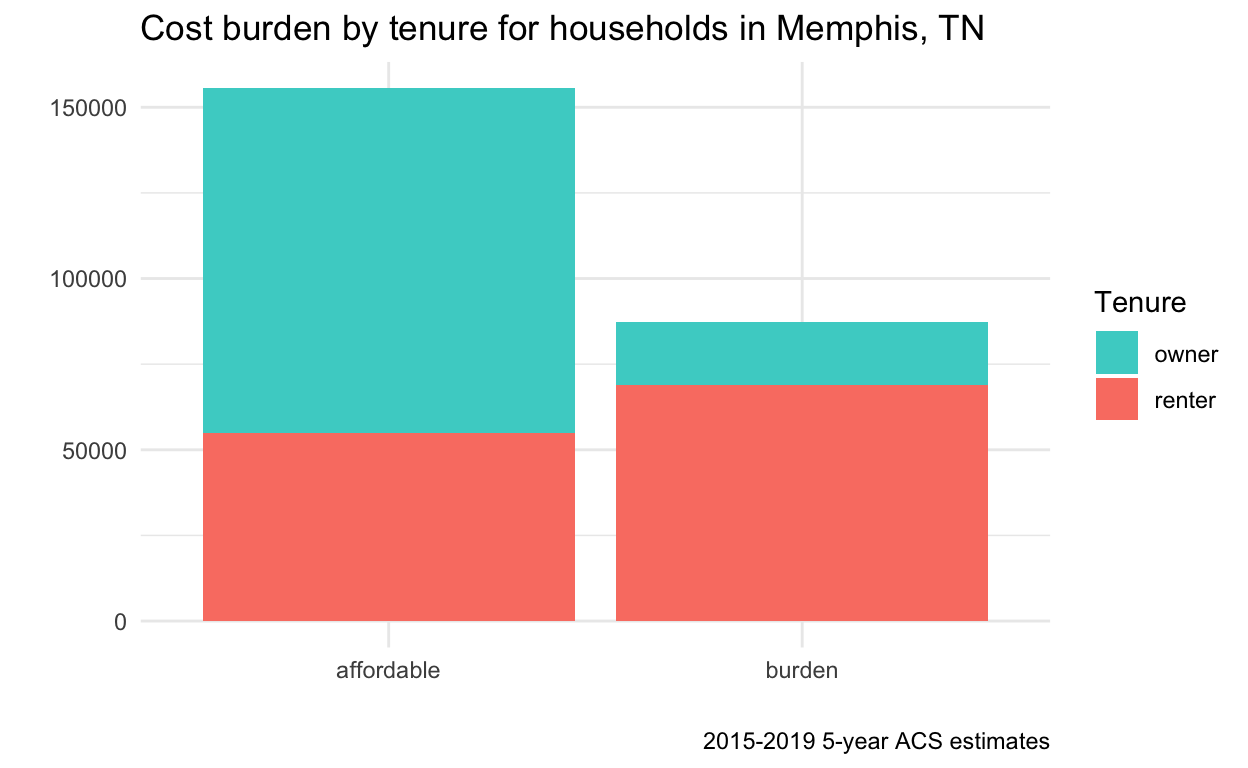 Cost burden by tenure for households in Memphis, TN
150000
100000
50000
0
affordable
burden
Tenure
owner
renter
2015-2019 5-year ACS estimates